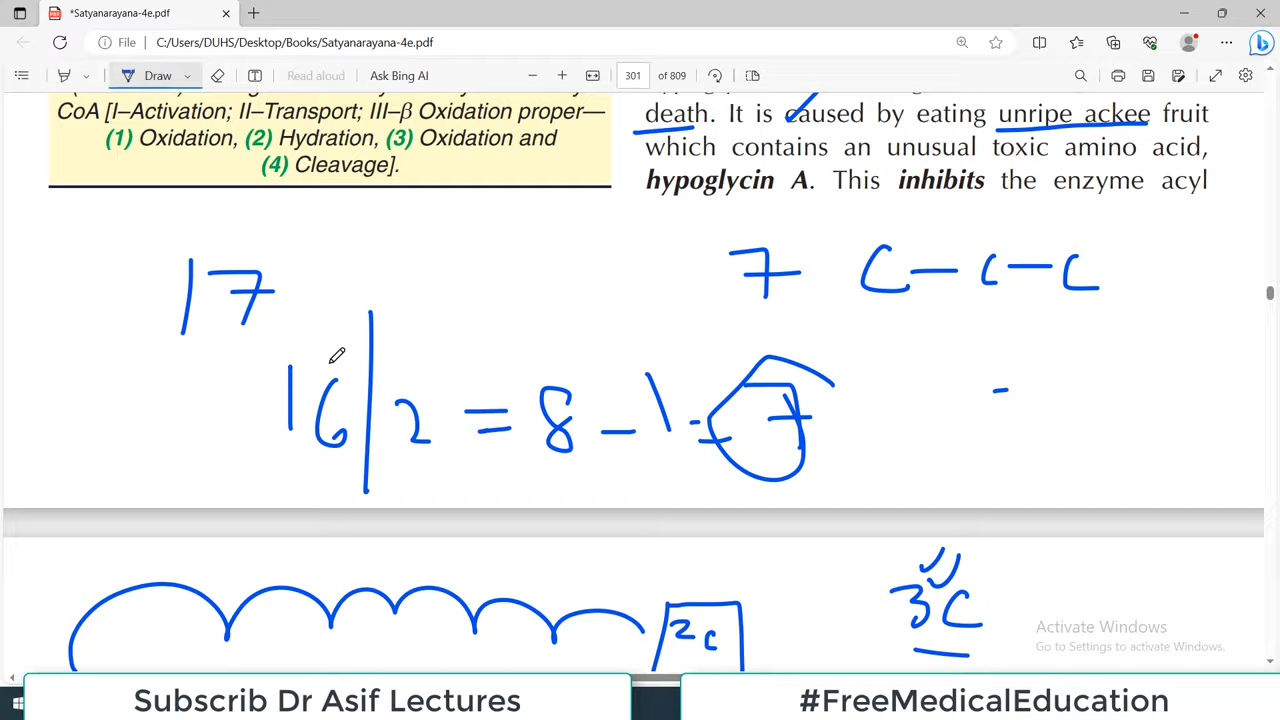 *Satyanarayana-4e.pdf
File C:/Users/DUHS/Desktop/Books/Satyanarayana-4e.pdf
Draw Read aloud Ask Bing AI 301 of 809
CoA [I–Activation; II–Transport; III–β Oxidation proper—
(1) Oxidation, (2) Hydration, (3) Oxidation and
(4) Cleavage].
death. It is caused by eating unripe ackee fruit
which contains an unusual toxic amino acid,
hypoglycin A. This inhibits the enzyme acyl
17
7 C – C – C
16 | 2 = 8 – 1 = 7
2C
3C
Activate Windows
Go to Settings to activate Windows.
Subscrib Dr Asif Lectures
#FreeMedicalEducation